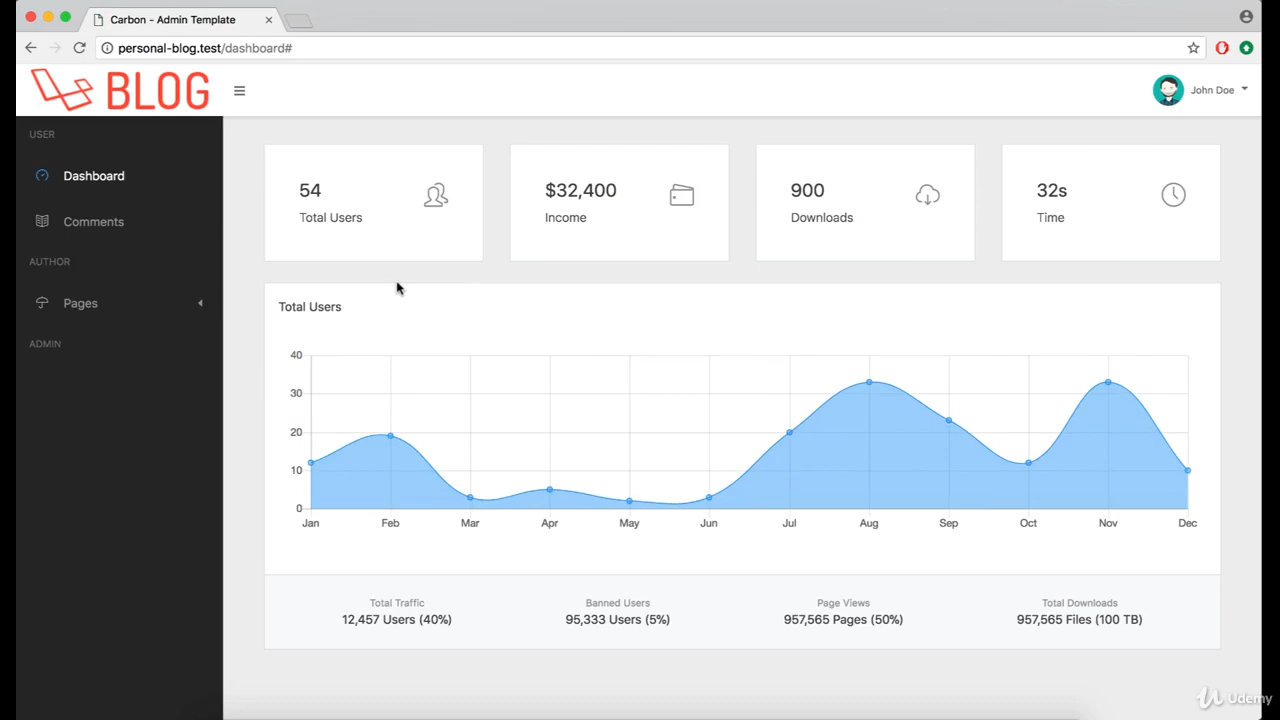 Carbon - Admin Template
personal-blog.test/dashboard#
BLOG
John Doe
USER
Dashboard
Comments
AUTHOR
Pages
ADMIN
54
Total Users
$32,400
Income
900
Downloads
32s
Time
Total Users
40
30
20
10
0
Jan Feb Mar Apr May Jun Jul Aug Sep Oct Nov Dec
Total Traffic
12,457 Users (40%)
Banned Users
95,333 Users (5%)
Page Views
957,565 Pages (50%)
Total Downloads
957,565 Files (100 TB)
Udemy